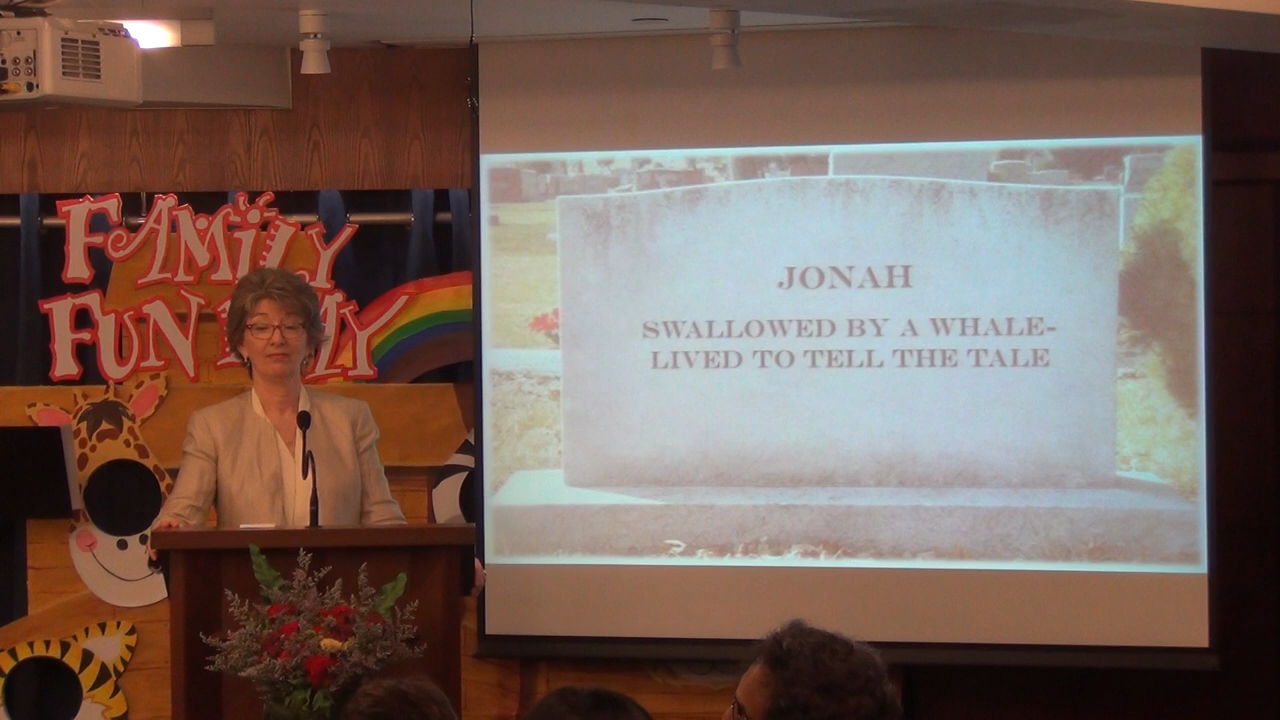 FAMILY
FUN DAY
JONAH
SWALLOWED BY A WHALE-
LIVED TO TELL THE TALE